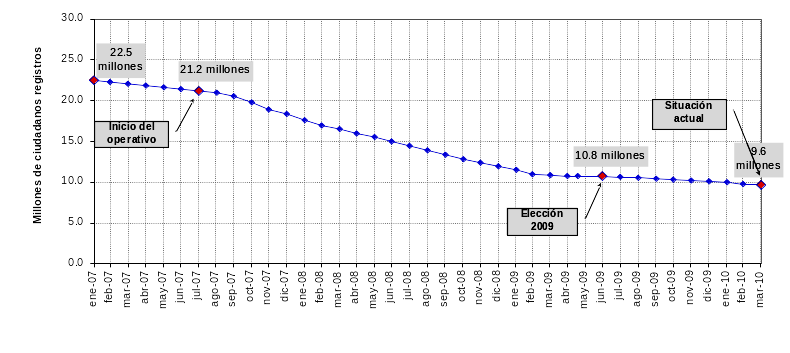 Millones de ciudadanos registros
30.0
25.0
20.0
15.0
10.0
5.0
0.0
22.5
millones
21.2 millones
Inicio del
operativo
10.8 millones
Elección
2009
Situación
actual
9.6
millones
ene-07
feb-07
mar-07
abr-07
may-07
jun-07
jul-07
ago-07
sep-07
oct-07
nov-07
dic-07
ene-08
feb-08
mar-08
abr-08
may-08
jun-08
jul-08
ago-08
sep-08
oct-08
nov-08
dic-08
ene-09
feb-09
mar-09
abr-09
may-09
jun-09
jul-09
ago-09
sep-09
oct-09
nov-09
dic-09
ene-10
feb-10
mar-10